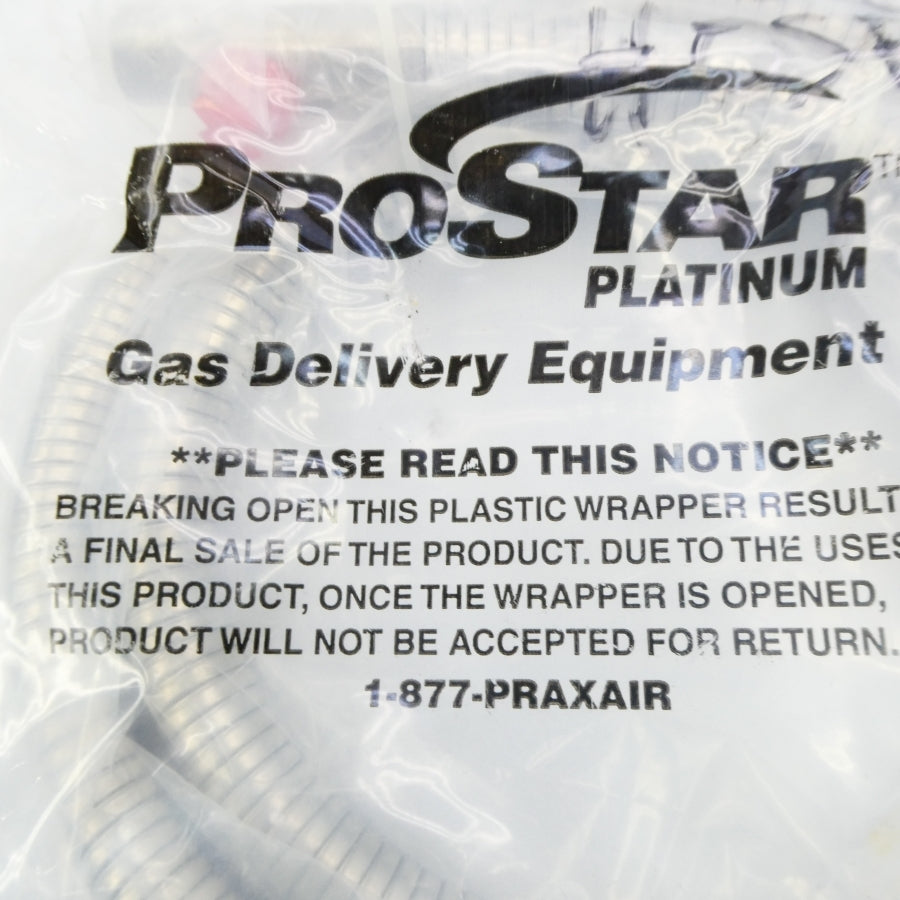 PROSTAR
PLATINUM
Gas Delivery Equipment
**PLEASE READ THIS NOTICE**
BREAKING OPEN THIS PLASTIC WRAPPER RESULT
A FINAL SALE OF THE PRODUCT. DUE TO THE USES
THIS PRODUCT, ONCE THE WRAPPER IS OPENED,
PRODUCT WILL NOT BE ACCEPTED FOR RETURN.
1-877-PRAXAIR